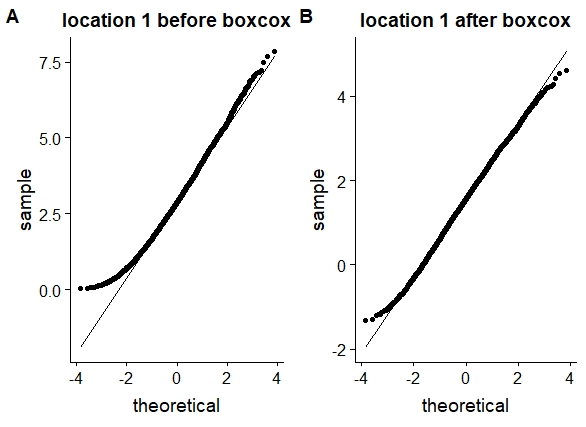 A
location 1 before boxcox
7.5
5.0
2.5
0.0
sample
-4
-2
0
2
4
theoretical
B
location 1 after boxcox
4
2
0
-2
sample
-4
-2
0
2
4
theoretical